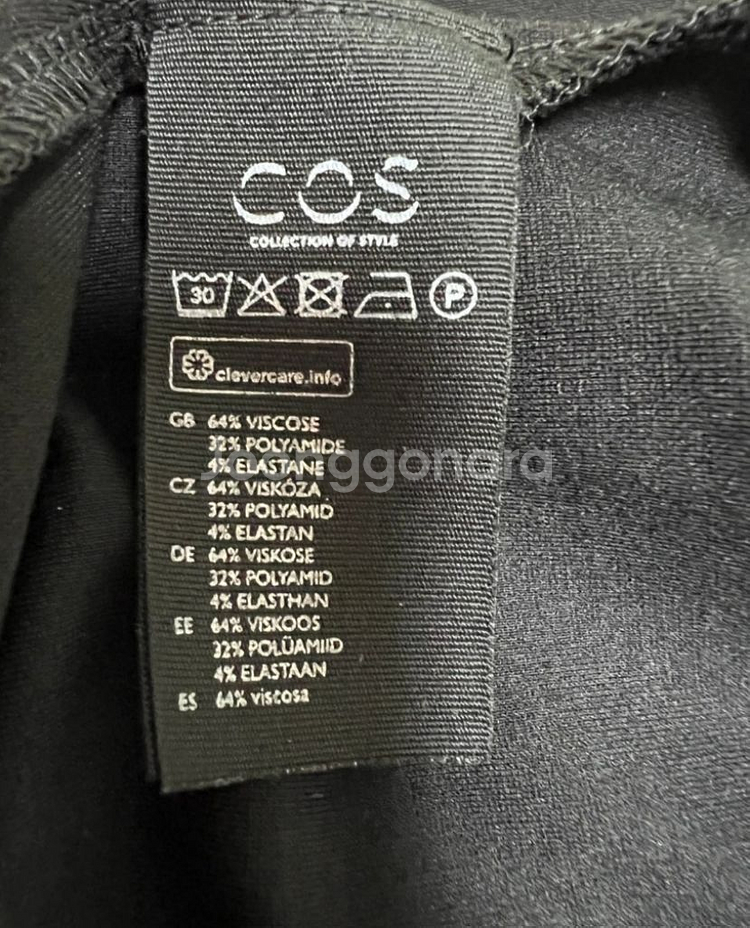 COS
COLLECTION OF STYLE
30 P
clevercare.info
GB 64% VISCOSE
32% POLYAMIDE
4% ELASTANE
joonggonara
CZ 64% VISKÓZA
32% POLYAMID
4% ELASTAN
DE 64% VISKOSE
32% POLYAMID
4% ELASTHAN
EE 64% VISKOOS
32% POLÜAMIID
4% ELASTAAN
ES 64% viscosa